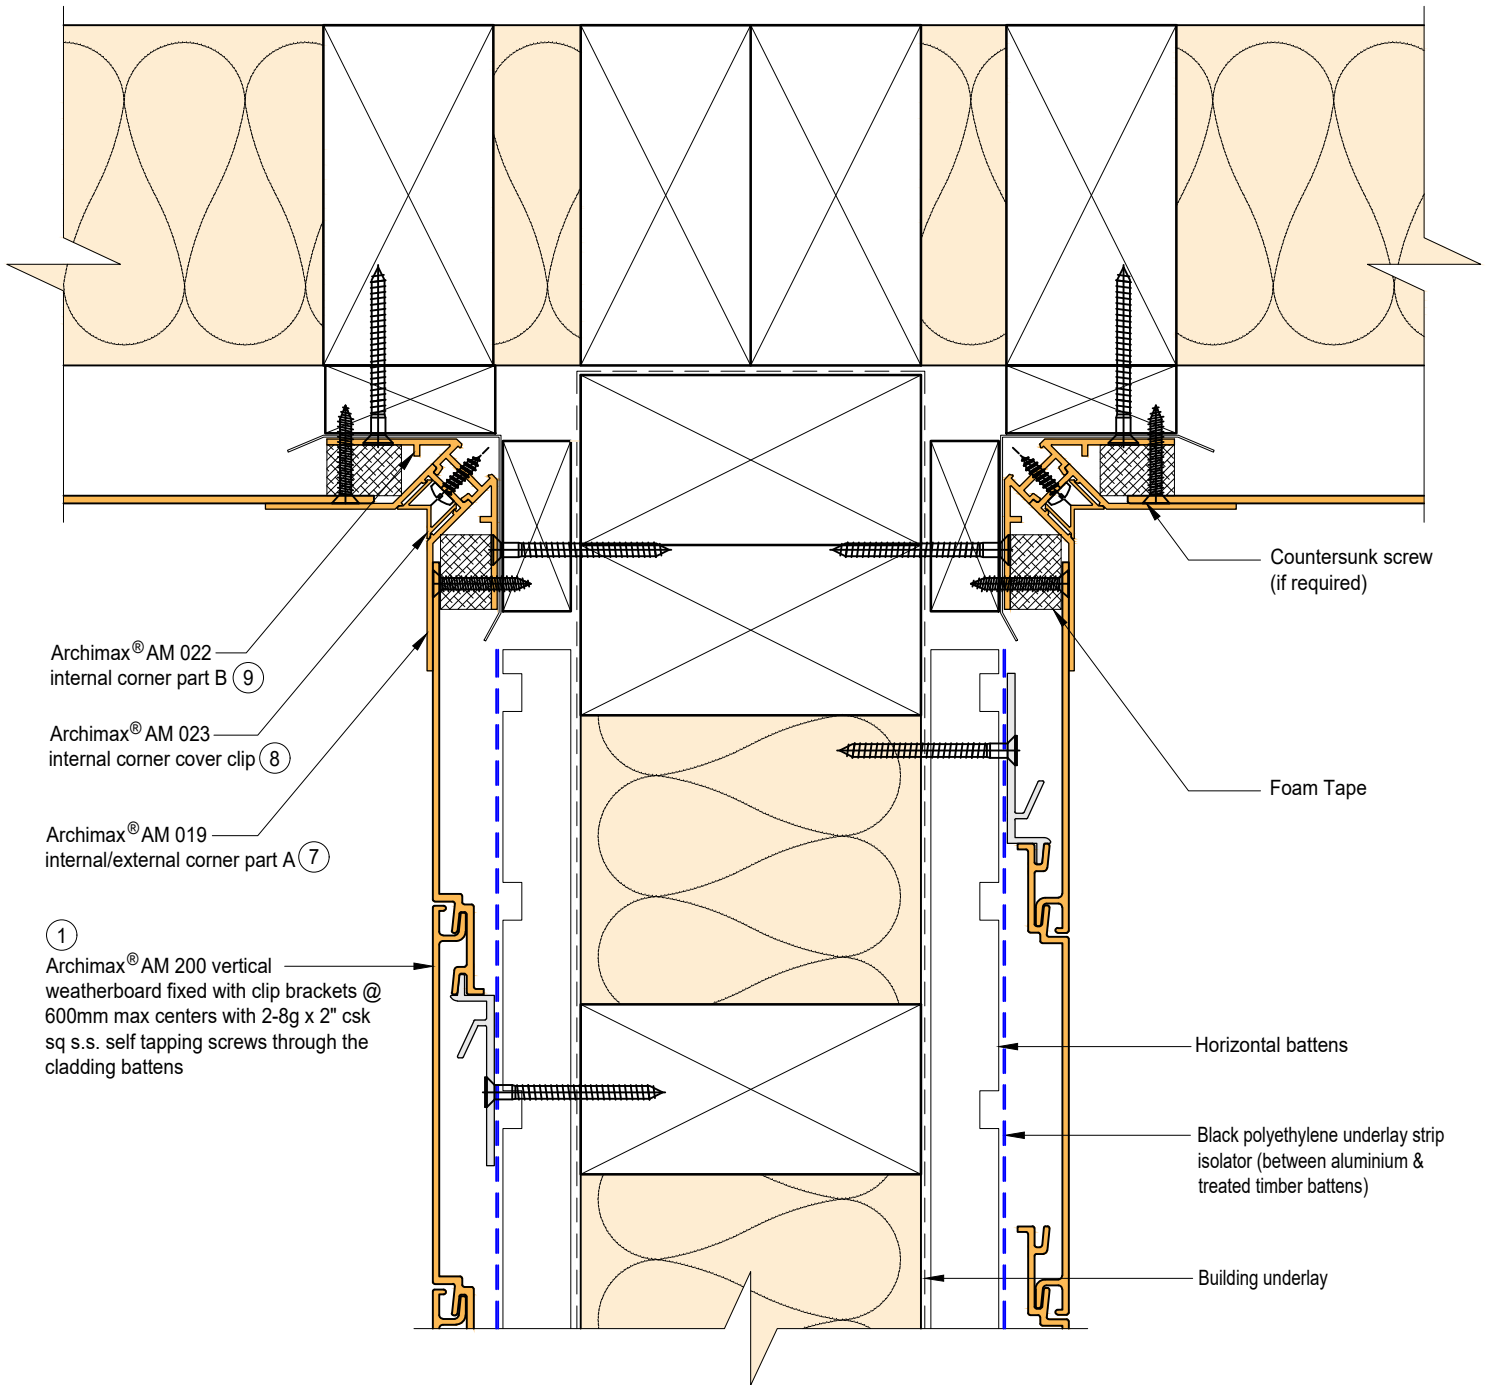 Archimax® AM 022
internal corner part B 9
Archimax® AM 023
internal corner cover clip 8
Archimax® AM 019
internal/external corner part A 7
1
Archimax® AM 200 vertical
weatherboard fixed with clip brackets @
600mm max centers with 2-8g x 2" csk
sq s.s. self tapping screws through the
cladding battens
Countersunk screw
(if required)
Foam Tape
Horizontal battens
Black polyethylene underlay strip
isolator (between aluminium &
treated timber battens)
Building underlay